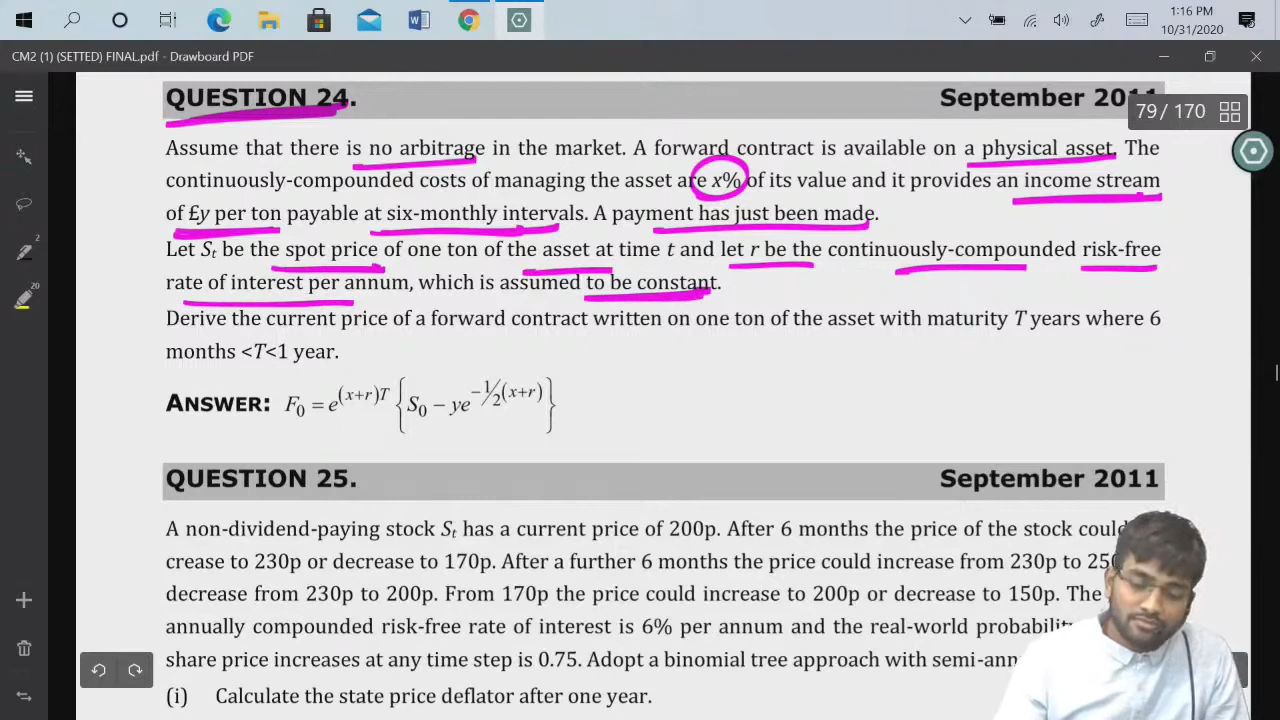 1:16 PM
10/31/2020
CM2 (1) (SETTED) FINAL.pdf - Drawboard PDF
QUESTION 24. September 2011
79 / 170
Assume that there is no arbitrage in the market. A forward contract is available on a physical asset. The
continuously-compounded costs of managing the asset are x% of its value and it provides an income stream
of £y per ton payable at six-monthly intervals. A payment has just been made.
Let St be the spot price of one ton of the asset at time t and let r be the continuously-compounded risk-free
rate of interest per annum, which is assumed to be constant.
Derive the current price of a forward contract written on one ton of the asset with maturity T years where 6
months <T<1 year.
ANSWER: F₀ = e^(x+r)T {S₀ − ye^−1/2(x+r)}
QUESTION 25. September 2011
A non-dividend-paying stock St has a current price of 200p. After 6 months the price of the stock could
crease to 230p or decrease to 170p. After a further 6 months the price could increase from 230p to
decrease from 230p to 200p. From 170p the price could increase to 200p or decrease to 150p. The
annually compounded risk-free rate of interest is 6% per annum and the real-world
share price increases at any time step is 0.75. Adopt a binomial tree approach with
(i) Calculate the state price deflator after one year.
2
20